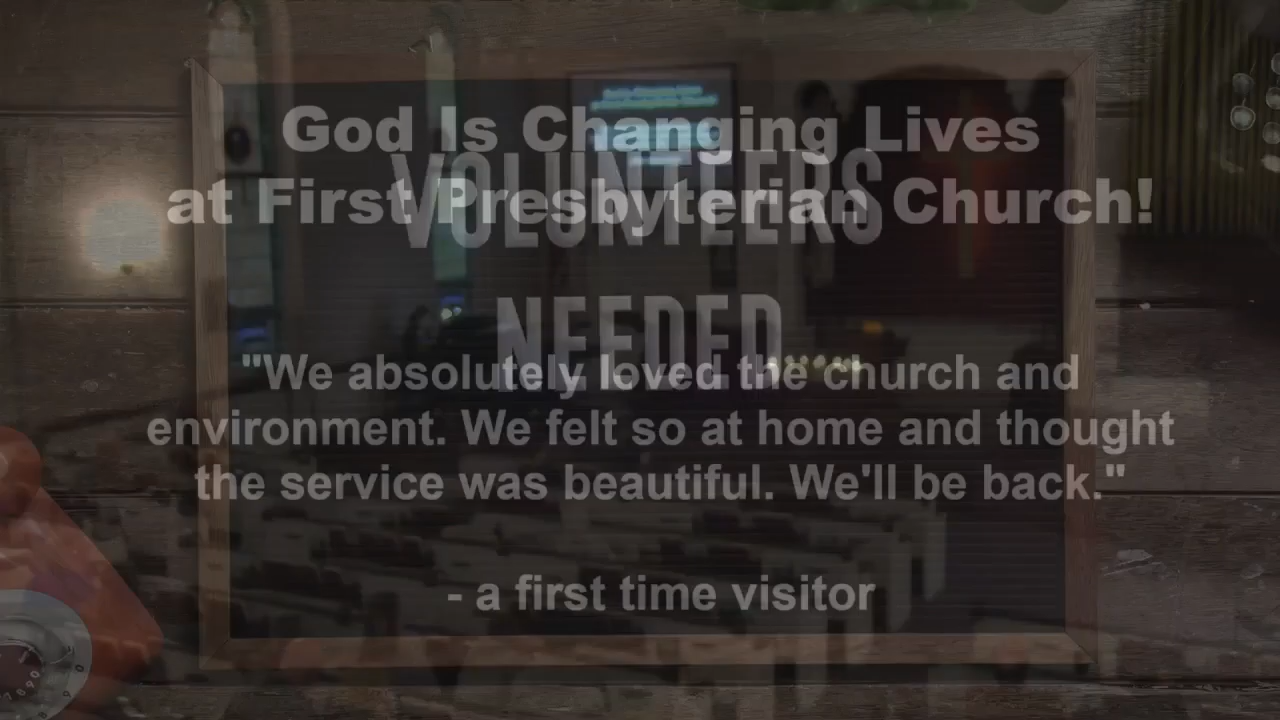 God Is Changing Lives
at First Presbyterian Church!
VOLUNTEERS
NEEDED
"We absolutely loved the church and
environment. We felt so at home and thought
the service was beautiful. We'll be back."
- a first time visitor